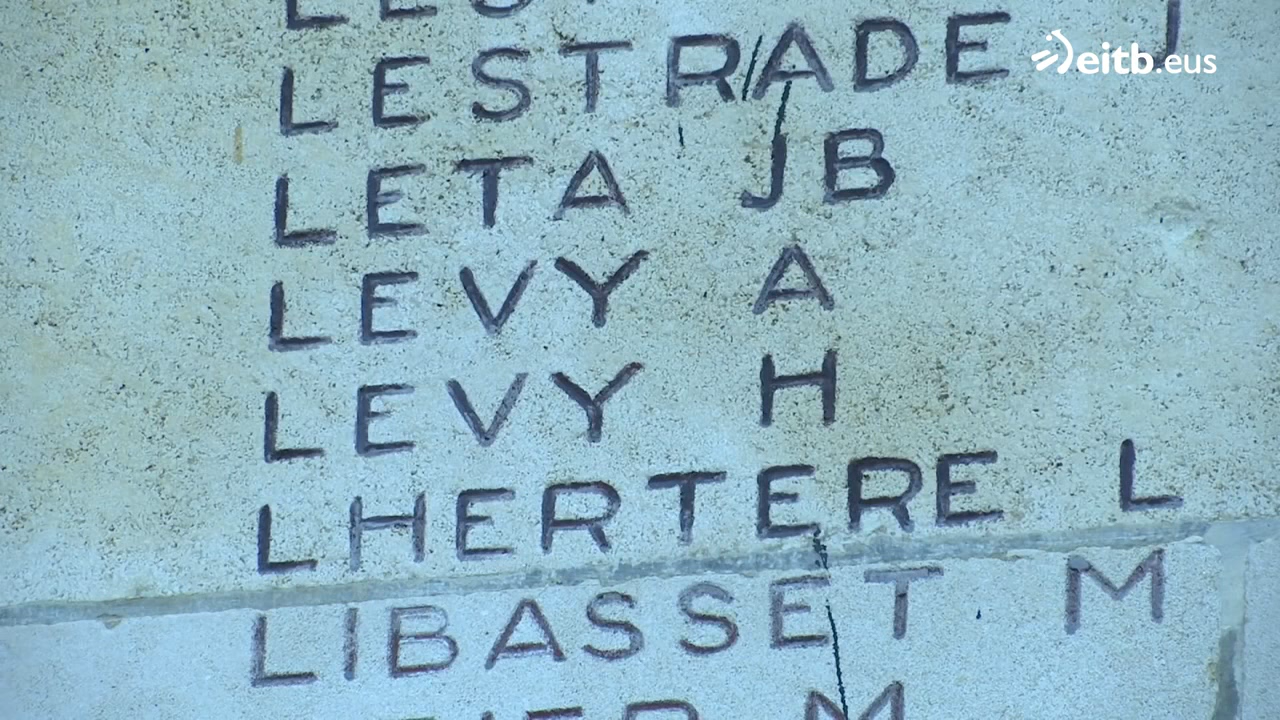 LESTRADE
eitb.eus
LETA JB
LEVY A
LEVY H
LHERTERE L
LIBASSET M
M